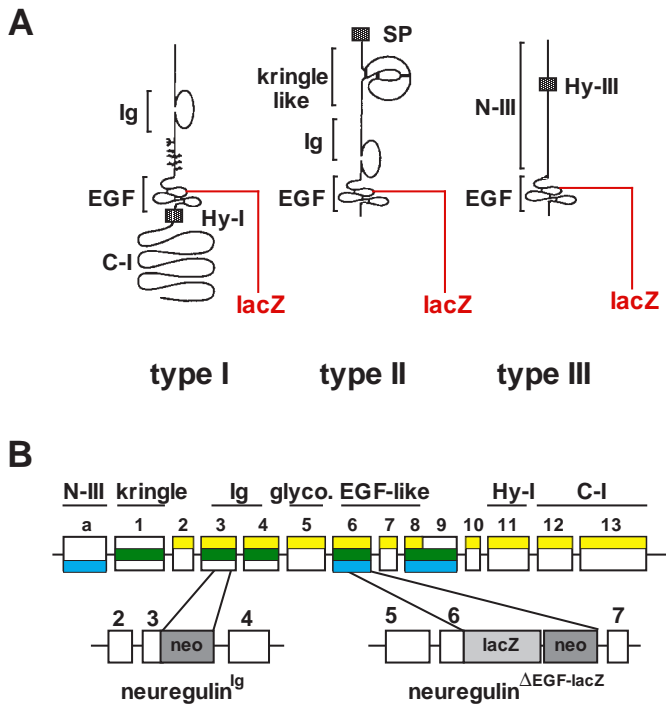 A
SP
kringle
like
N-III
Hy-III
Ig
Ig
EGF
EGF
EGF
Hy-I
C-I
lacZ
lacZ
lacZ
type I
type II
type III
B
N-III kringle Ig glyco. EGF-like Hy-I C-I
a 1 2 3 4 5 6 7 8 9 10 11 12 13
2 3 4 5 6 7
neo lacZ neo
neuregulin^Ig neuregulin^ΔEGF-lacZ